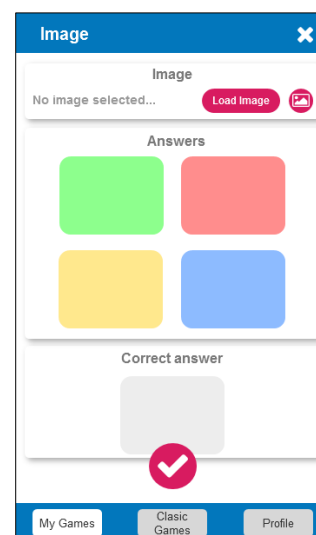 Image
Image
No image selected...
Load Image
Answers
Correct answer
My Games
Clasic
Games
Profile